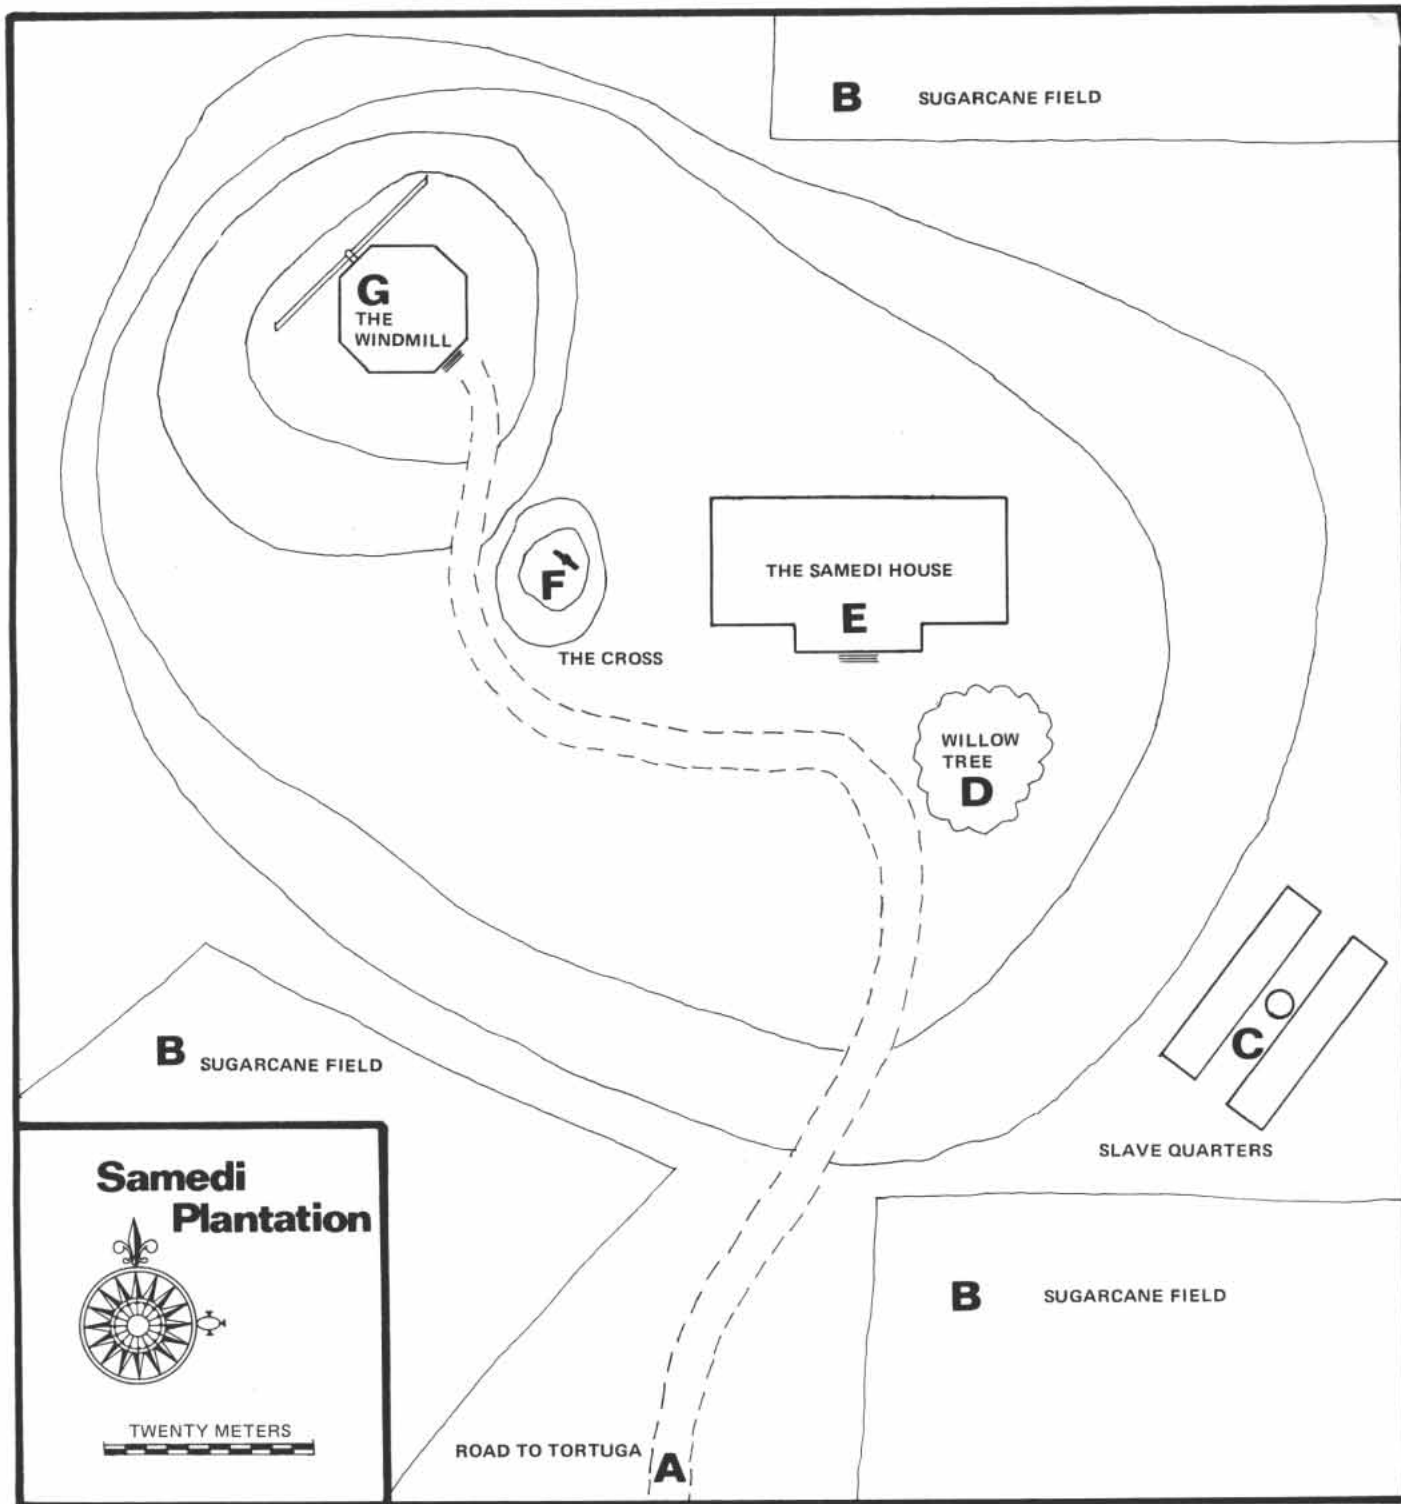 B SUGARCANE FIELD
G
THE
WINDMILL
THE SAMEDI HOUSE
E
F
THE CROSS
WILLOW
TREE
D
C
SLAVE QUARTERS
B SUGARCANE FIELD
B SUGARCANE FIELD
Samedi
Plantation
TWENTY METERS
ROAD TO TORTUGA A